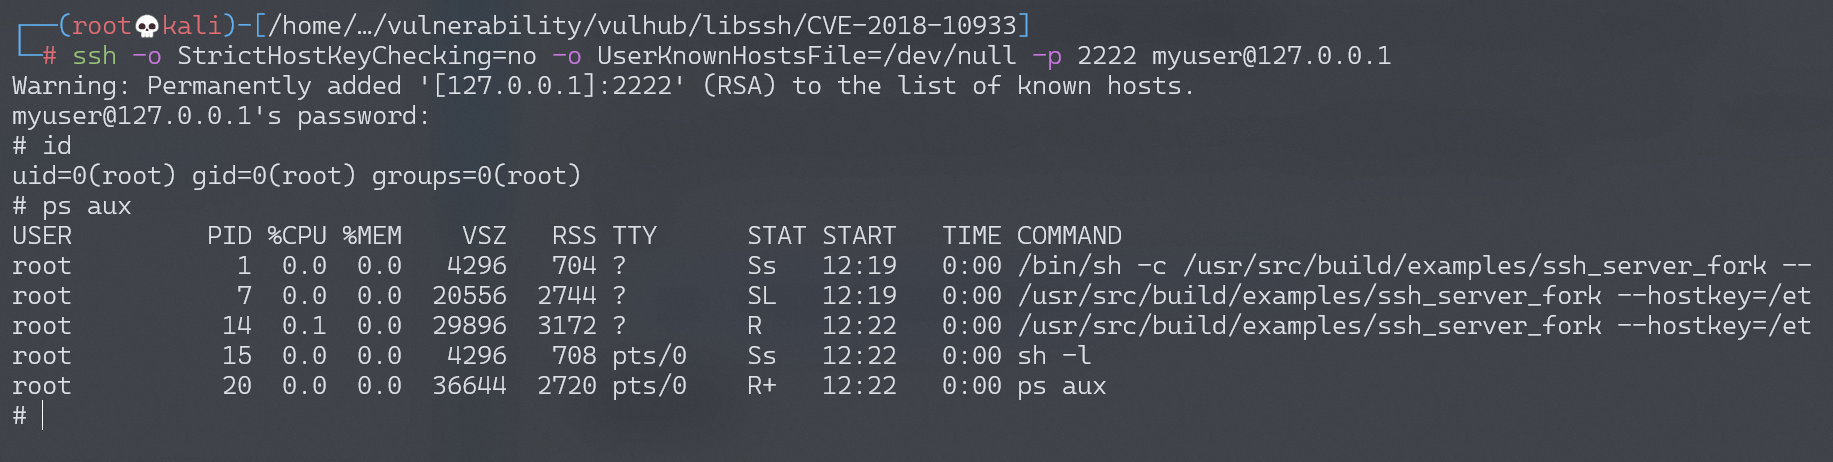 ┌──(root💀kali)-[/home/…/vulnerability/vulhub/libssh/CVE-2018-10933]
└─# ssh -o StrictHostKeyChecking=no -o UserKnownHostsFile=/dev/null -p 2222 myuser@127.0.0.1
Warning: Permanently added '[127.0.0.1]:2222' (RSA) to the list of known hosts.
myuser@127.0.0.1's password:
# id
uid=0(root) gid=0(root) groups=0(root)
# ps aux
USER         PID %CPU %MEM    VSZ   RSS TTY      STAT START   TIME COMMAND
root           1  0.0  0.0   4296   704 ?        Ss   12:19   0:00 /bin/sh -c /usr/src/build/examples/ssh_server_fork --
root           7  0.0  0.0  20556  2744 ?        SL   12:19   0:00 /usr/src/build/examples/ssh_server_fork --hostkey=/et
root          14  0.1  0.0  29896  3172 ?        R    12:22   0:00 /usr/src/build/examples/ssh_server_fork --hostkey=/et
root          15  0.0  0.0   4296   708 pts/0    Ss   12:22   0:00 sh -l
root          20  0.0  0.0  36644  2720 pts/0    R+   12:22   0:00 ps aux
#